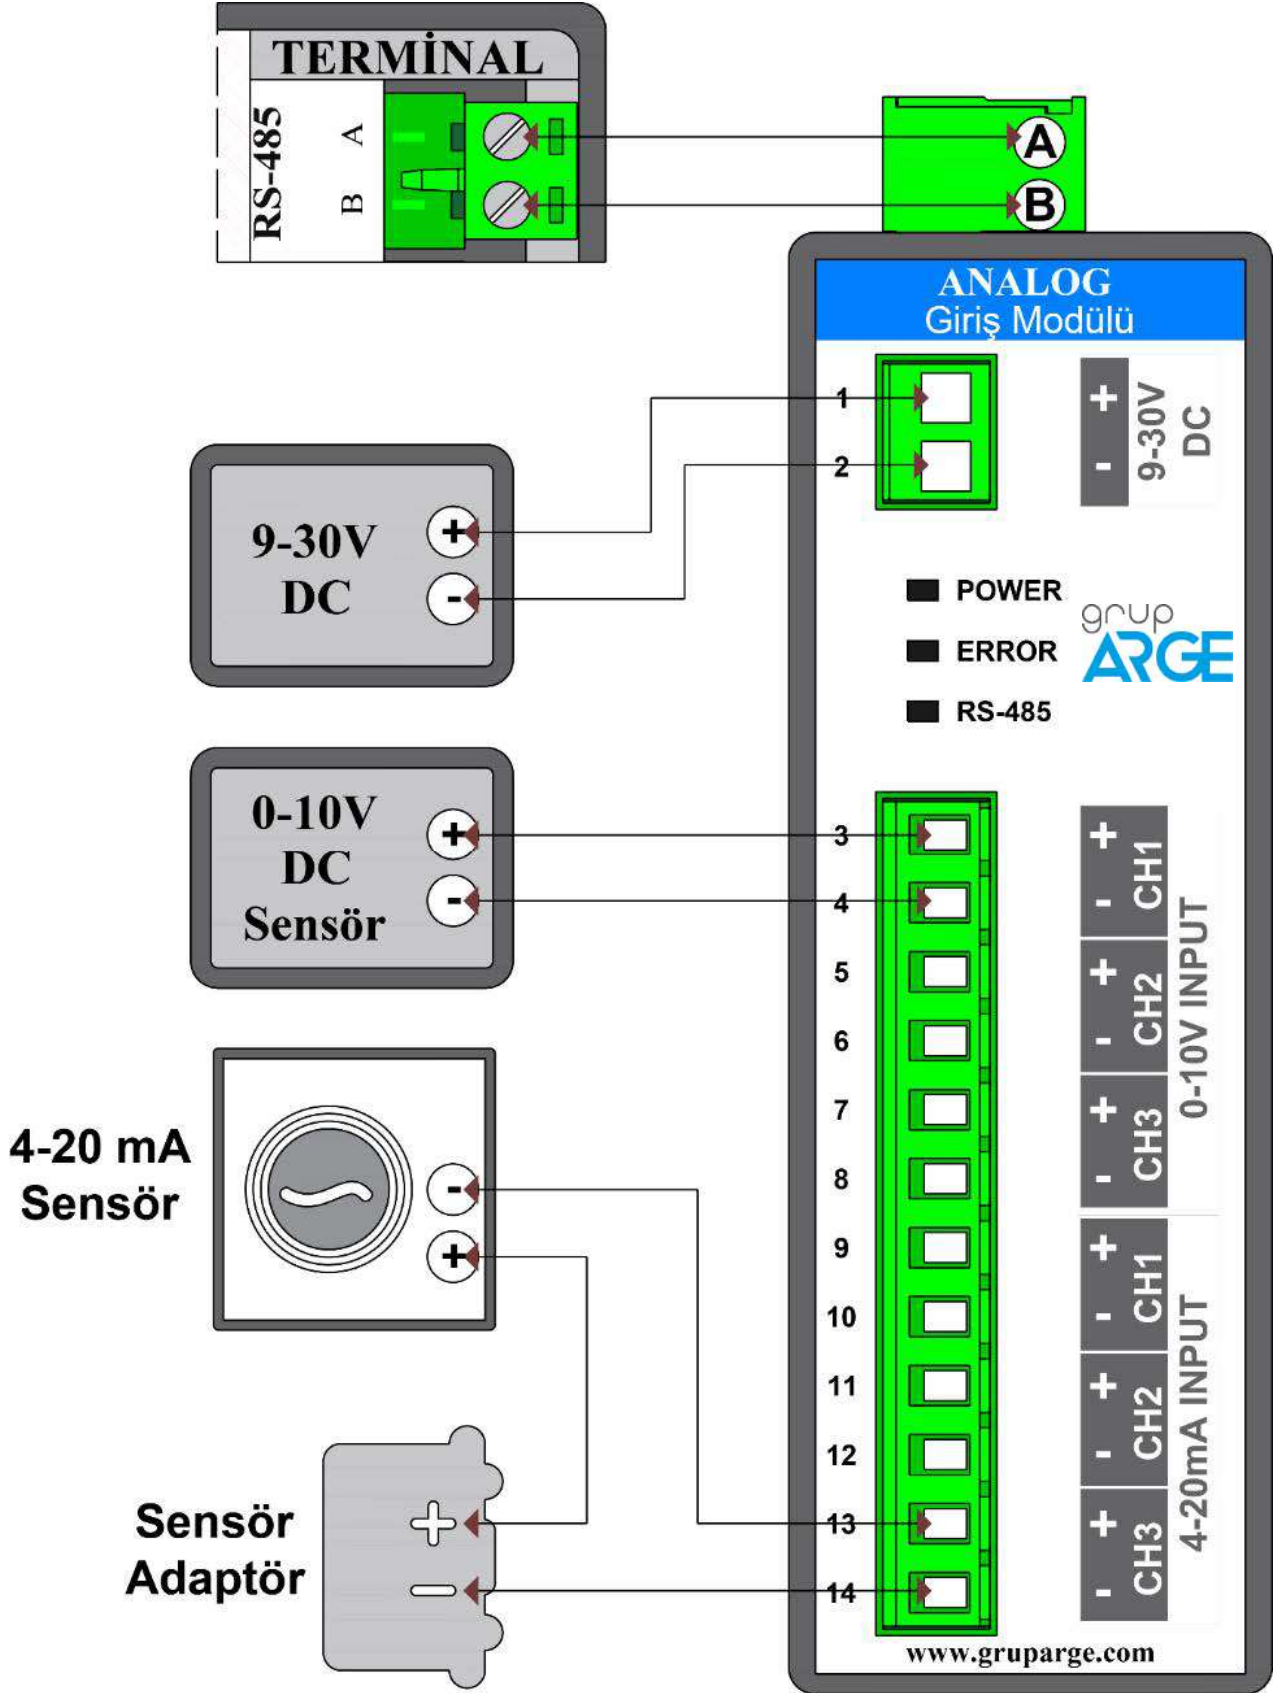 TERMİNAL
RS-485
A
B
A
B
ANALOG
Giriş Modülü
1
2
+
-
9-30V
DC
9-30V
DC
+
-
POWER
ERROR
RS-485
grup
ARGE
0-10V
DC
Sensör
+
-
3
4
5
6
7
8
9
10
11
12
13
14
+
-
CH1
+
-
CH2
+
-
CH3
0-10V INPUT
+
-
CH1
+
-
CH2
+
-
CH3
4-20mA INPUT
4-20 mA
Sensör
-
+
Sensör
Adaptör
+
-
www.gruparge.com